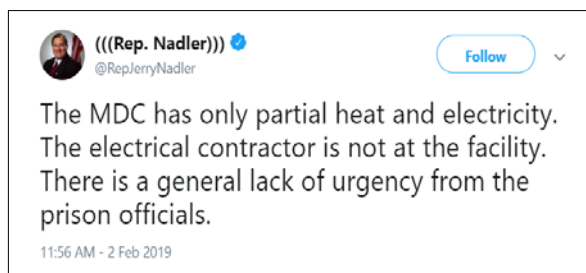 (((Rep. Nadler)))
@RepJerryNadler
Follow
The MDC has only partial heat and electricity.
The electrical contractor is not at the facility.
There is a general lack of urgency from the
prison officials.
11:56 AM - 2 Feb 2019